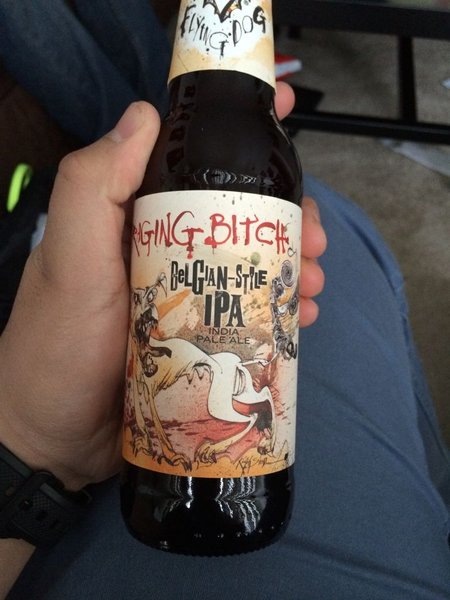 FLYING DOG
RAGING BITCH
BELGIAN-STYLE
IPA
INDIA
PALE ALE